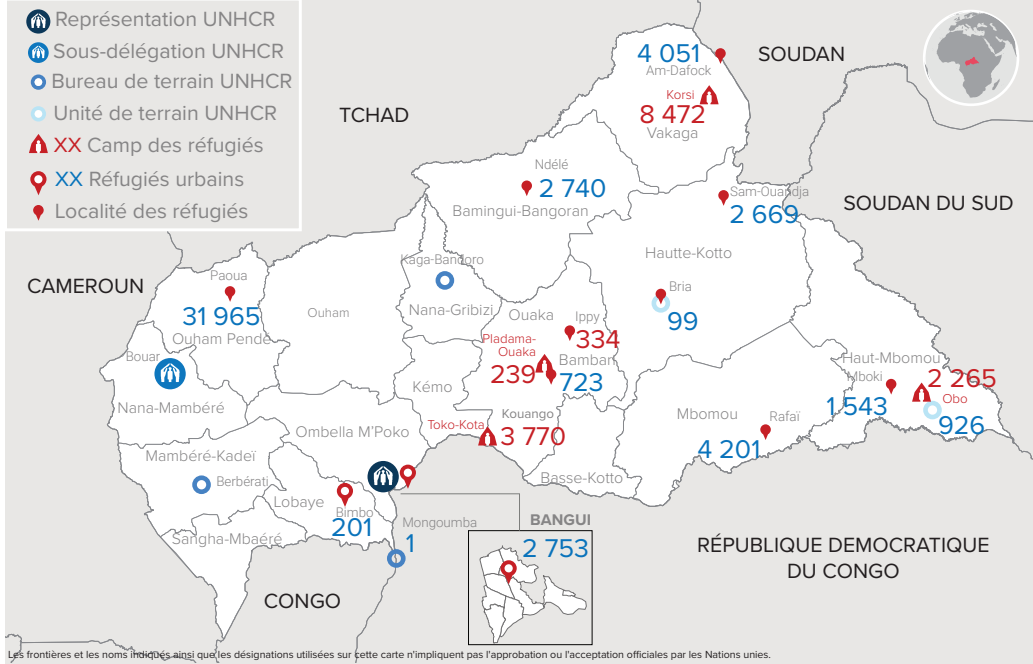 Représentation UNHCR
Sous-délégation UNHCR
Bureau de terrain UNHCR
Unité de terrain UNHCR
XX Camp des réfugiés
XX Réfugiés urbains
Localité des réfugiés
SOUDAN
TCHAD
4 051
Am-Dafock
Korsi
8 472
Vakaga
Ndélé
2 740
Bamingui-Bangoran
Sam-Ouandja
2 669
SOUDAN DU SUD
CAMEROUN
Paoua
31 965
Ouham Pendé
Ouham
Kaga-Bandoro
Nana-Gribizi
Hautte-Kotto
Bria
99
Ouaka
Ippy
334
Pladama-
Ouaka
239
Bambari
723
Bouar
Nana-Mambéré
Kémo
Kouango
Toko-Kota
3 770
Ombella M'Poko
Haut-Mbomou
Mboki
1 543
2 265
Obo
926
Mbomou
Rafaï
4 201
Basse-Kotto
Mambéré-Kadeï
Berbérati
Lobaye
Bimbo
201
Sangha-Mbaéré
Mongoumba
1
BANGUI
2 753
CONGO
RÉPUBLIQUE DEMOCRATIQUE
DU CONGO
Les frontières et les noms indiqués ainsi que les désignations utilisées sur cette carte n'impliquent pas l'approbation ou l'acceptation officiales par les Nations unies.